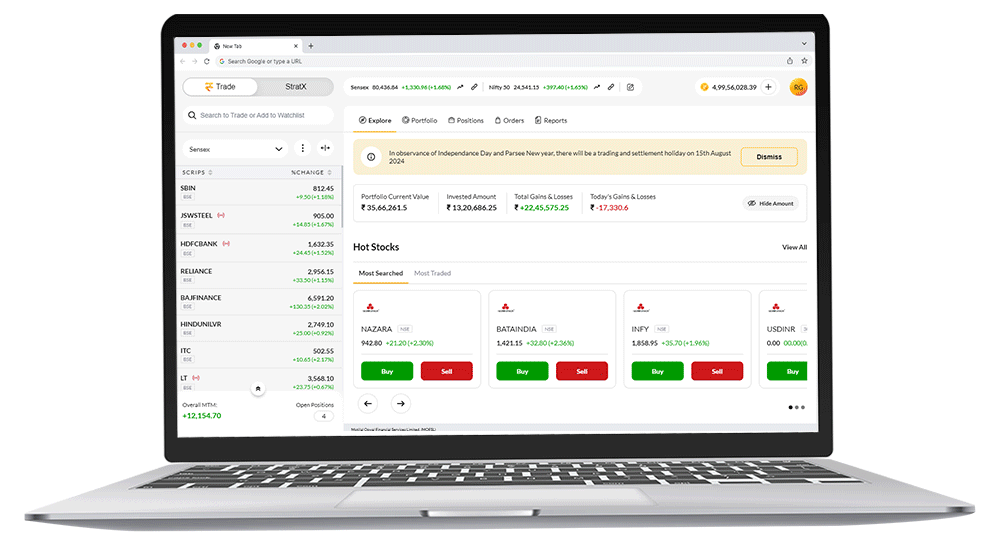 New Tab
Search Google or type a URL
Trade StratX
Sensex 80,436.84 +1,330.96 (+1.68%) Nifty 50 24,541.15 +397.40 (+1.65%)
4,99,56,028.39 RG
Search to Trade or Add to Watchlist
Explore Portfolio Positions Orders Reports
Sensex
In observance of Independance Day and Parsee New year, there will be a trading and settlement holiday on 15th August
2024
Dismiss
SCRIPS %CHANGE
SBIN 812.45
BSE +9.50 (+1.18%)
JSWSTEEL 905.00
BSE +14.85 (+1.67%)
HDFCBANK 1,632.35
BSE +24.45 (+1.52%)
RELIANCE 2,956.15
BSE +33.50 (+1.15%)
BAJFINANCE 6,591.20
BSE +130.35 (+2.02%)
HINDUNILVR 2,749.10
BSE +25.00 (+0.92%)
ITC 502.55
BSE +10.65 (+2.17%)
LT 3,568.10
BSE +23.75 (+0.67%)
Overall MTM: Open Positions
+12,154.70 4
Portfolio Current Value Invested Amount Total Gains & Losses Today's Gains & Losses
₹ 35,66,261.5 ₹ 13,20,686.25 ₹ +22,45,575.25 ₹ -17,330.6
Hide Amount
Hot Stocks View All
Most Searched Most Traded
NAZARA NSE
942.80 +21.20 (+2.30%)
Buy Sell
BATAINDIA NSE
1,421.15 +32.80 (+2.36%)
Buy Sell
INFY NSE
1,858.95 +35.70 (+1.96%)
Buy Sell
USDINR
0.00 00.00(0.
Buy
Motilal Oswal Financial Services Limited (MOFSL)